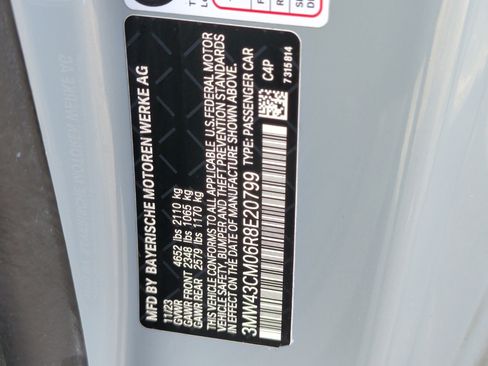 MFD BY BAYERISCHE MOTOREN WERKE AG
11/23
GVWR 4652 lbs 2110 kg
GAWR FRONT 2348 lbs 1065 kg
GAWR REAR 2579 lbs 1170 kg
THIS VEHICLE CONFORMS TO ALL APPLICABLE U.S. FEDERAL MOTOR
VEHICLE SAFETY, BUMPER AND THEFT PREVENTION STANDARDS
IN EFFECT ON THE DATE OF MANUFACTURE SHOWN ABOVE.
3MW43CM06R8E20799 TYPE: PASSENGER CAR
C4P
7315814